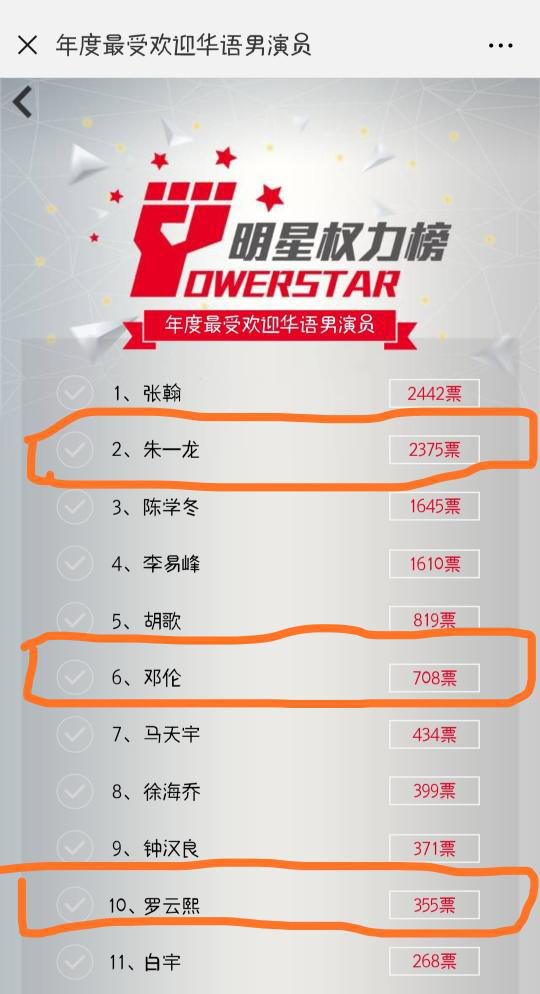 年度最受欢迎华语男演员
明星权力榜
POWERSTAR
年度最受欢迎华语男演员
1、张翰 2442票
2、朱一龙 2375票
3、陈学冬 1645票
4、李易峰 1610票
5、胡歌 819票
6、邓伦 708票
7、马天宇 434票
8、徐海乔 399票
9、钟汉良 371票
10、罗云熙 355票
11、白宇 268票